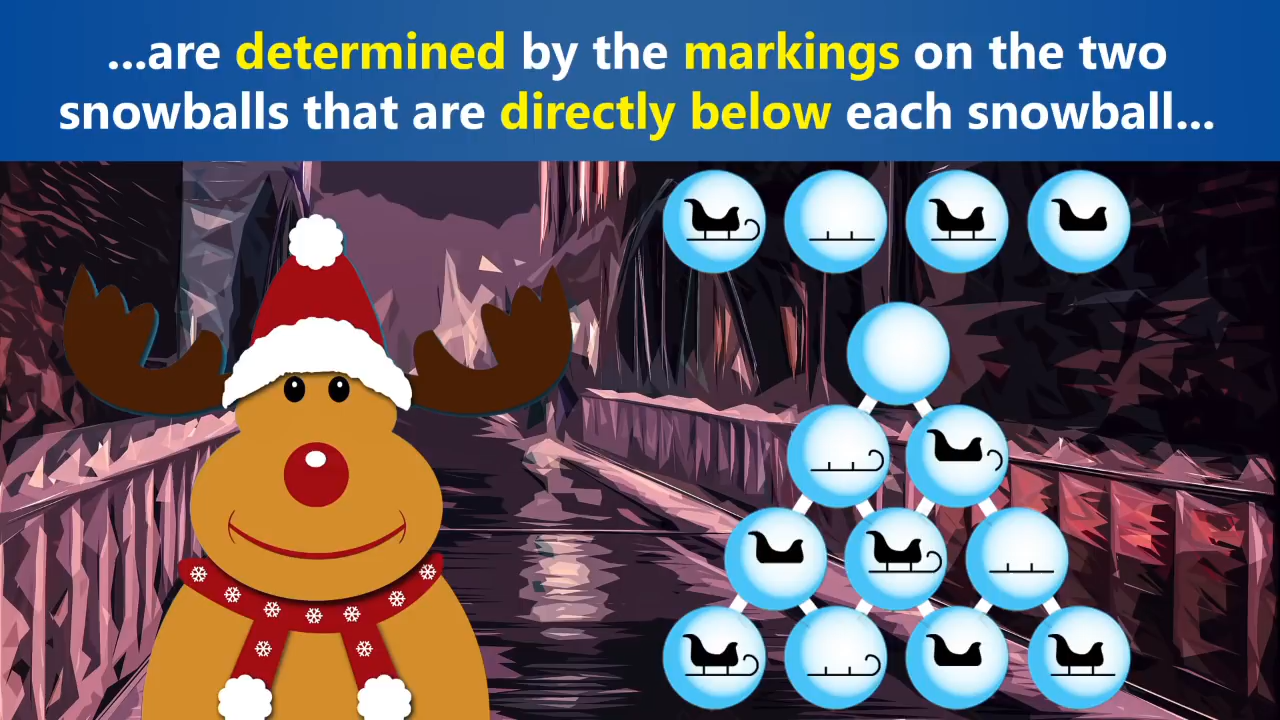 ...are determined by the markings on the two
snowballs that are directly below each snowball...